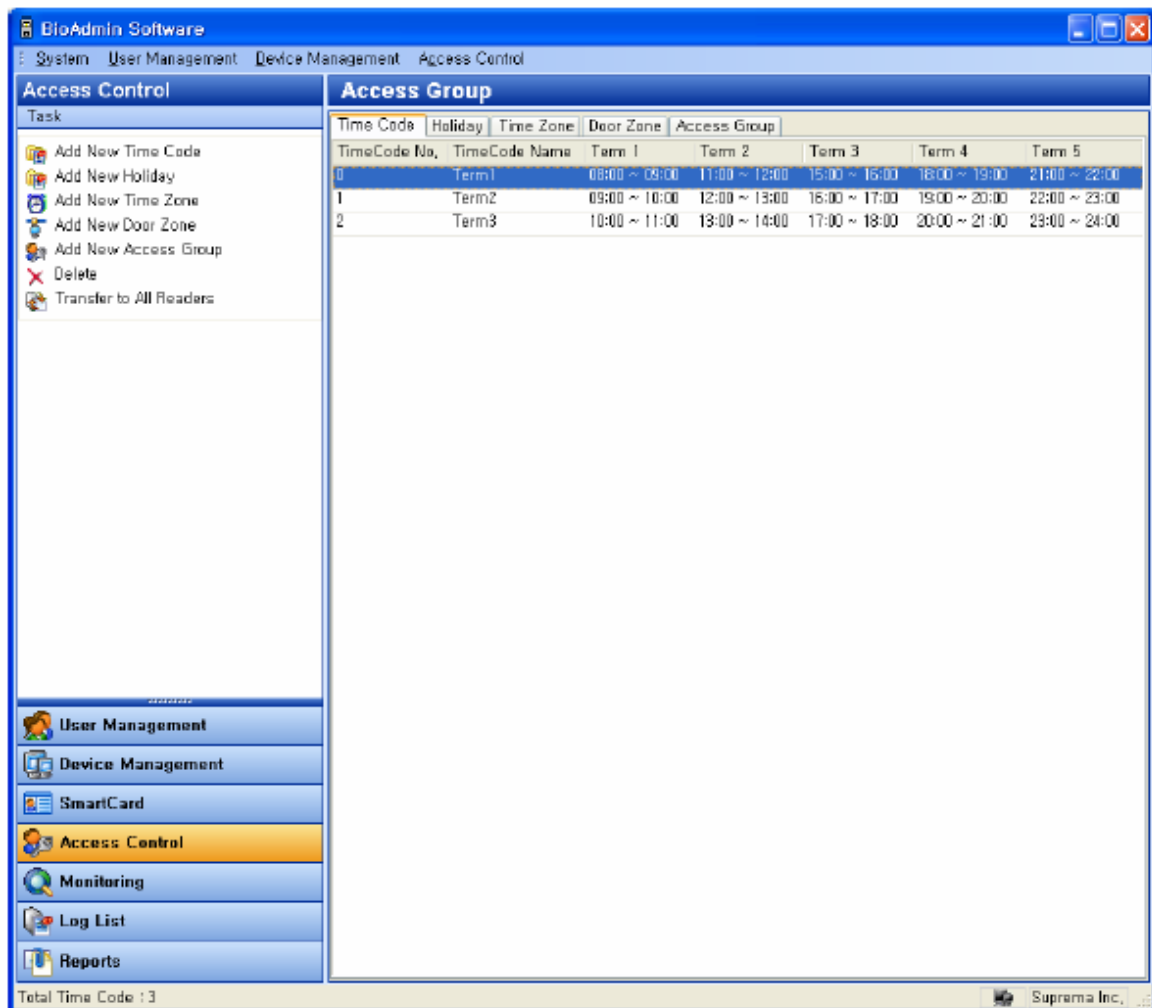 BioAdmin Software
System User Management Device Management Access Control
Access Control
Task
Add New Time Code
Add New Holiday
Add New Time Zone
Add New Door Zone
Add New Access Group
Delete
Transfer to All Readers
User Management
Device Management
SmartCard
Access Control
Monitoring
Log List
Reports
Access Group
Time Code Holiday Time Zone Door Zone Access Group
TimeCode No, TimeCode Name Term 1 Term 2 Term 3 Term 4 Term 5
0 Term1 08:00 ~ 09:00 11:00 ~ 12:00 15:00 ~ 16:00 18:00 ~ 19:00 21:00 ~ 22:00
1 Term2 09:00 ~ 10:00 12:00 ~ 13:00 16:00 ~ 17:00 19:00 ~ 20:00 22:00 ~ 23:00
2 Term3 10:00 ~ 11:00 13:00 ~ 14:00 17:00 ~ 18:00 20:00 ~ 21:00 23:00 ~ 24:00
Total Time Code : 3
Suprema Inc,